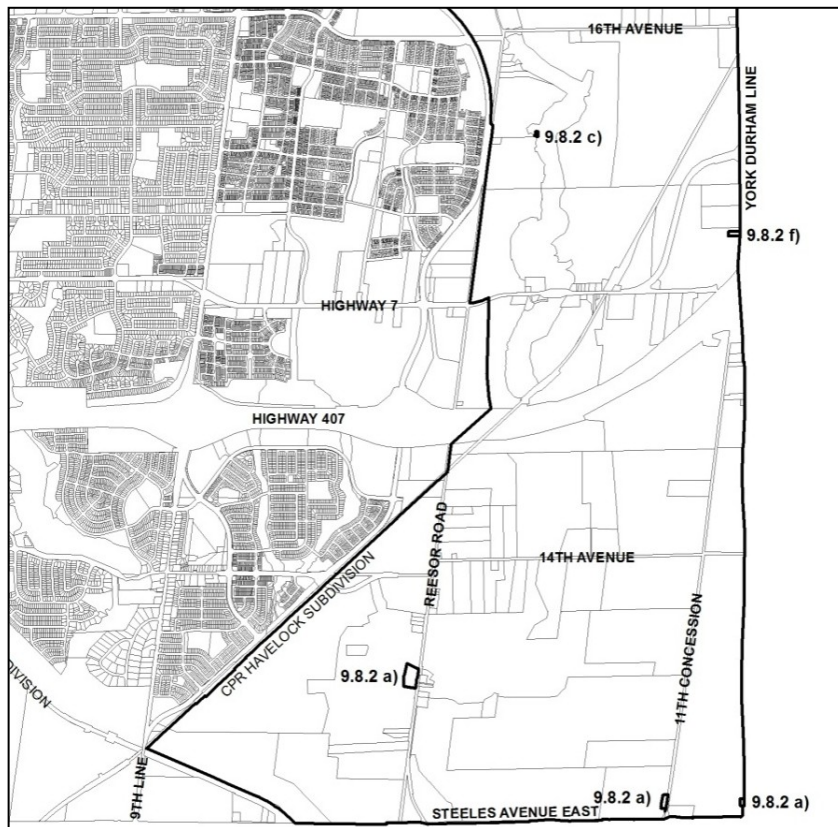 16TH AVENUE
YORK DURHAM LINE
9.8.2 c)
9.8.2 f)
HIGHWAY 7
HIGHWAY 407
REESOR ROAD
14TH AVENUE
CPR HAVELOCK SUBDIVISION
11TH CONCESSION
9.8.2 a)
DIVISION
9TH LINE
STEELES AVENUE EAST
9.8.2 a)
9.8.2 a)